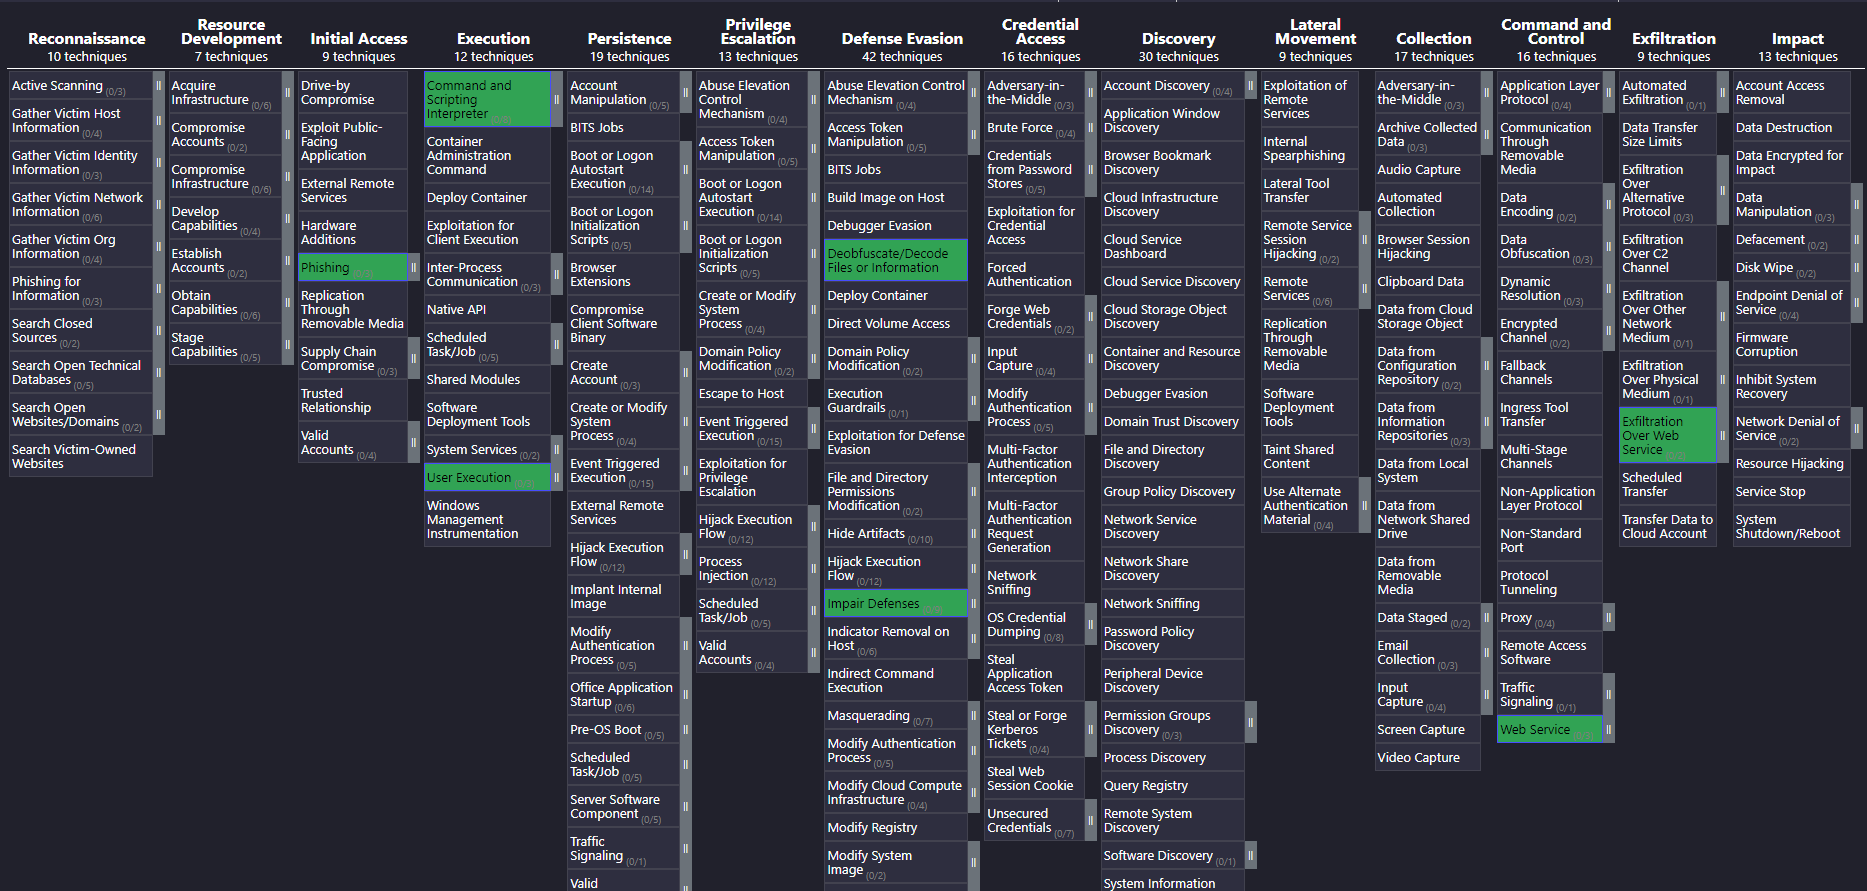 Reconnaissance
10 techniques
Active Scanning (0/3)
Gather Victim Host
Information (0/4)
Gather Victim Identity
Information (0/3)
Gather Victim Network
Information (0/6)
Gather Victim Org
Information (0/4)
Phishing for
Information (0/3)
Search Closed
Sources (0/2)
Search Open Technical
Databases (0/5)
Search Open
Websites/Domains (0/2)
Search Victim-Owned
Websites
Resource
Development
7 techniques
Acquire
Infrastructure (0/6)
Compromise
Accounts (0/2)
Compromise
Infrastructure (0/6)
Develop
Capabilities (0/4)
Establish
Accounts (0/2)
Obtain
Capabilities (0/6)
Stage
Capabilities (0/5)
Initial Access
9 techniques
Drive-by
Compromise
Exploit Public-
Facing
Application
External Remote
Services
Hardware
Additions
Phishing
Replication
Through
Removable Media
Supply Chain
Compromise (0/3)
Trusted
Relationship
Valid
Accounts (0/4)
Execution
12 techniques
Command and
Scripting
Interpreter
Container
Administration
Command
Deploy Container
Exploitation for
Client Execution
Inter-Process
Communication (0/3)
Native API
Scheduled
Task/Job (0/5)
Shared Modules
Software
Deployment Tools
System Services (0/2)
User Execution
Windows
Management
Instrumentation
Persistence
19 techniques
Account
Manipulation (0/5)
BITS Jobs
Boot or Logon
Autostart
Execution (0/14)
Boot or Logon
Initialization
Scripts (0/5)
Browser
Extensions
Compromise
Client Software
Binary
Create
Account (0/3)
Create or Modify
System
Process (0/4)
Event Triggered
Execution (0/15)
External Remote
Services
Hijack Execution
Flow (0/12)
Implant Internal
Image
Modify
Authentication
Process (0/5)
Office Application
Startup (0/6)
Pre-OS Boot (0/5)
Scheduled
Task/Job (0/5)
Server Software
Component (0/5)
Traffic
Signaling (0/1)
Valid
Privilege
Escalation
13 techniques
Abuse Elevation
Control
Mechanism (0/4)
Access Token
Manipulation (0/5)
Boot or Logon
Autostart
Execution (0/14)
Boot or Logon
Initialization
Scripts (0/5)
Create or Modify
System
Process (0/4)
Domain Policy
Modification (0/2)
Escape to Host
Event Triggered
Execution (0/15)
Exploitation for
Privilege
Escalation
Hijack Execution
Flow (0/12)
Process
Injection (0/12)
Scheduled
Task/Job (0/5)
Valid
Accounts (0/4)
Defense Evasion
42 techniques
Abuse Elevation Control
Mechanism (0/4)
Access Token
Manipulation (0/5)
BITS Jobs
Build Image on Host
Debugger Evasion
Deobfuscate/Decode
Files or Information
Deploy Container
Direct Volume Access
Domain Policy
Modification (0/2)
Execution
Guardrails (0/1)
Exploitation for Defense
Evasion
File and Directory
Permissions
Modification (0/2)
Hide Artifacts (0/10)
Hijack Execution
Flow (0/12)
Impair Defenses
Indicator Removal on
Host (0/6)
Indirect Command
Execution
Masquerading (0/7)
Modify Authentication
Process (0/5)
Modify Cloud Compute
Infrastructure (0/4)
Modify Registry
Modify System
Image (0/2)
Credential
Access
16 techniques
Adversary-in-
the-Middle (0/3)
Brute Force (0/4)
Credentials
from Password
Stores (0/5)
Exploitation for
Credential
Access
Forced
Authentication
Forge Web
Credentials (0/2)
Input
Capture (0/4)
Modify
Authentication
Process (0/5)
Multi-Factor
Authentication
Interception
Multi-Factor
Authentication
Request
Generation
Network
Sniffing
OS Credential
Dumping (0/8)
Steal
Application
Access Token
Steal or Forge
Kerberos
Tickets (0/4)
Steal Web
Session Cookie
Unsecured
Credentials (0/7)
Discovery
30 techniques
Account Discovery (0/4)
Application Window
Discovery
Browser Bookmark
Discovery
Cloud Infrastructure
Discovery
Cloud Service
Dashboard
Cloud Service Discovery
Cloud Storage Object
Discovery
Container and Resource
Discovery
Debugger Evasion
Domain Trust Discovery
File and Directory
Discovery
Group Policy Discovery
Network Service
Discovery
Network Share
Discovery
Network Sniffing
Password Policy
Discovery
Peripheral Device
Discovery
Permission Groups
Discovery (0/3)
Process Discovery
Query Registry
Remote System
Discovery
Software Discovery (0/1)
System Information
Lateral
Movement
9 techniques
Exploitation of
Remote
Services
Internal
Spearphishing
Lateral Tool
Transfer
Remote Service
Session
Hijacking (0/2)
Remote
Services (0/6)
Replication
Through
Removable
Media
Software
Deployment
Tools
Taint Shared
Content
Use Alternate
Authentication
Material (0/4)
Collection
17 techniques
Adversary-in-
the-Middle (0/3)
Archive Collected
Data (0/3)
Audio Capture
Automated
Collection
Browser Session
Hijacking
Clipboard Data
Data from Cloud
Storage Object
Data from
Configuration
Repository (0/2)
Data from
Information
Repositories (0/3)
Data from Local
System
Data from
Network Shared
Drive
Data from
Removable
Media
Data Staged (0/2)
Email
Collection (0/3)
Input
Capture (0/4)
Screen Capture
Video Capture
Command and
Control
16 techniques
Application Layer
Protocol (0/4)
Communication
Through
Removable
Media
Data
Encoding (0/2)
Data
Obfuscation (0/3)
Dynamic
Resolution (0/3)
Encrypted
Channel (0/2)
Fallback
Channels
Ingress Tool
Transfer
Multi-Stage
Channels
Non-Application
Layer Protocol
Non-Standard
Port
Protocol
Tunneling
Proxy (0/4)
Remote Access
Software
Traffic
Signaling (0/1)
Web Service
Exfiltration
9 techniques
Automated
Exfiltration (0/1)
Data Transfer
Size Limits
Exfiltration
Over
Alternative
Protocol (0/3)
Exfiltration
Over C2
Channel
Exfiltration
Over Other
Network
Medium (0/1)
Exfiltration
Over Physical
Medium (0/1)
Exfiltration
Over Web
Service
Scheduled
Transfer
Transfer Data to
Cloud Account
Impact
13 techniques
Account Access
Removal
Data Destruction
Data Encrypted for
Impact
Data
Manipulation (0/3)
Defacement (0/2)
Disk Wipe (0/2)
Endpoint Denial of
Service (0/4)
Firmware
Corruption
Inhibit System
Recovery
Network Denial of
Service (0/2)
Resource Hijacking
Service Stop
System
Shutdown/Reboot